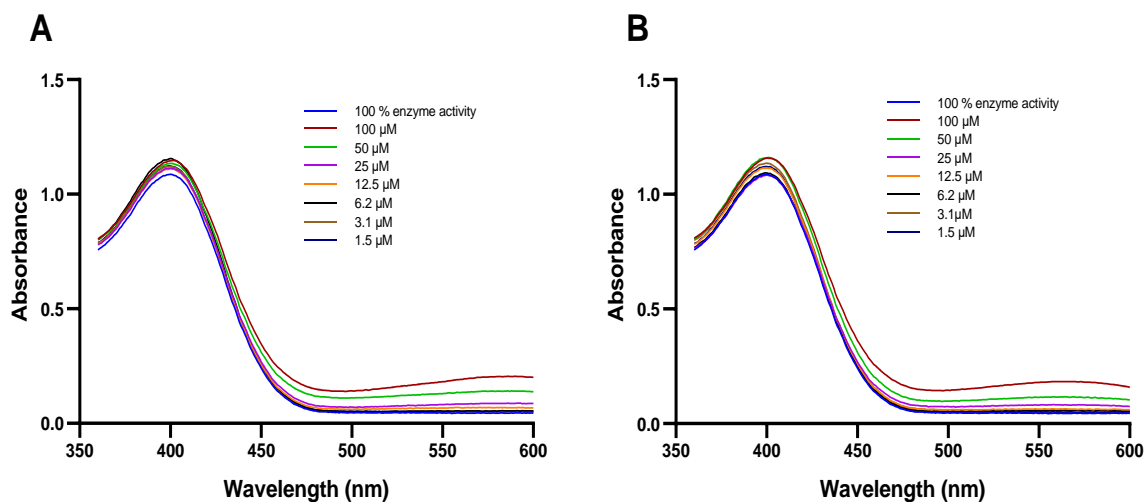 A
1.5
1.0
0.5
0.0
Absorbance
350
400
450
500
550
600
Wavelength (nm)
100 % enzyme activity
100 µM
50 µM
25 µM
12.5 µM
6.2 µM
3.1 µM
1.5 µM
B
1.5
1.0
0.5
0.0
Absorbance
350
400
450
500
550
600
Wavelength (nm)
100 % enzyme activity
100 µM
50 µM
25 µM
12.5 µM
6.2 µM
3.1µM
1.5 µM